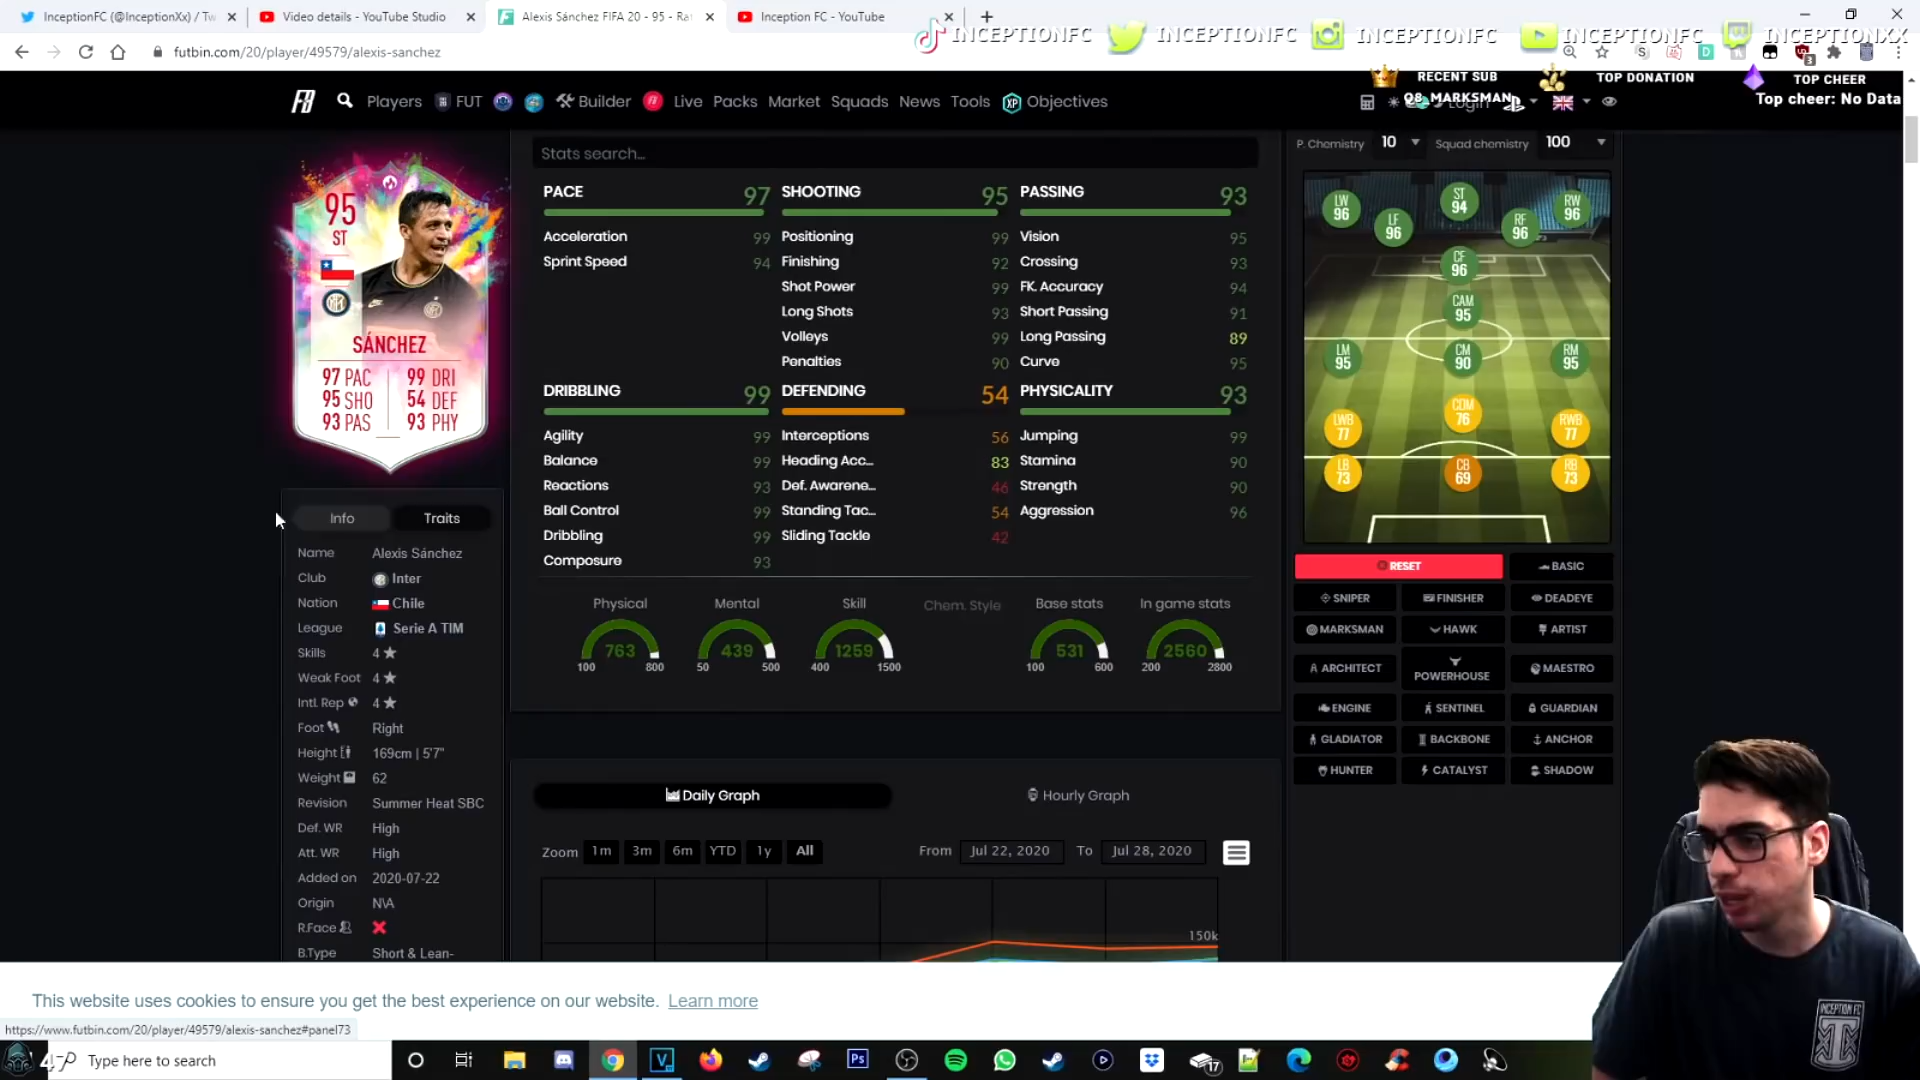 InceptionFC (@InceptionXx) / Tw
Video details - YouTube Studio
Alexis Sánchez FIFA 20 - 95 - Ra
Inception FC - YouTube
INCEPTIONFC INCEPTIONFC INCEPTIONFC INCEPTIONFC INCEPTIONXX
futbin.com/20/player/49579/alexis-sanchez
RECENT SUB
Q8_MARKSMAN
TOP DONATION
TOP CHEER
Top cheer: No Data
Players FUT Builder Live Packs Market Squads News Tools XP Objectives
Login
Stats search...
P. Chemistry 10 Squad chemistry 100
95
ST
SÁNCHEZ
97 PAC 99 DRI
95 SHO 54 DEF
93 PAS 93 PHY
PACE 97
Acceleration 99
Sprint Speed 94
SHOOTING 95
Positioning 99
Finishing 92
Shot Power 99
Long Shots 93
Volleys 99
Penalties 90
PASSING 93
Vision 95
Crossing 93
FK. Accuracy 94
Short Passing 91
Long Passing 89
Curve 95
DRIBBLING 99
Agility 99
Balance 99
Reactions 93
Ball Control 99
Dribbling 99
Composure 93
DEFENDING 54
Interceptions 56
Heading Acc... 83
Def. Awarene... 46
Standing Tac... 54
Sliding Tackle 42
PHYSICALITY 93
Jumping 99
Stamina 90
Strength 90
Aggression 96
Physical
763
100 800
Mental
439
50 500
Skill
1259
400 1500
Chem. Style
Base stats
531
100 600
In game stats
2560
200 2800
LW 96
ST 94
RW 96
LF 96
RF 96
CF 96
CAM 95
LM 95
CM 90
RM 95
LWB 77
CDM 76
RWB 77
LB 73
CB 69
RB 73
RESET BASIC
SNIPER FINISHER DEADEYE
MARKSMAN HAWK ARTIST
ARCHITECT POWERHOUSE MAESTRO
ENGINE SENTINEL GUARDIAN
GLADIATOR BACKBONE ANCHOR
HUNTER CATALYST SHADOW
Info Traits
Name Alexis Sánchez
Club Inter
Nation Chile
League Serie A TIM
Skills 4
Weak Foot 4
Intl. Rep 4
Foot Right
Height 169cm | 5'7"
Weight 62
Revision Summer Heat SBC
Def. WR High
Att. WR High
Added on 2020-07-22
Origin N\A
R.Face
B.Type Short & Lean-
Daily Graph Hourly Graph
Zoom 1m 3m 6m YTD 1y All
From Jul 22, 2020 To Jul 28, 2020
150k
This website uses cookies to ensure you get the best experience on our website. Learn more
https://www.futbin.com/20/player/49579/alexis-sanchez#panel73
Type here to search
17
INCEPTION FC